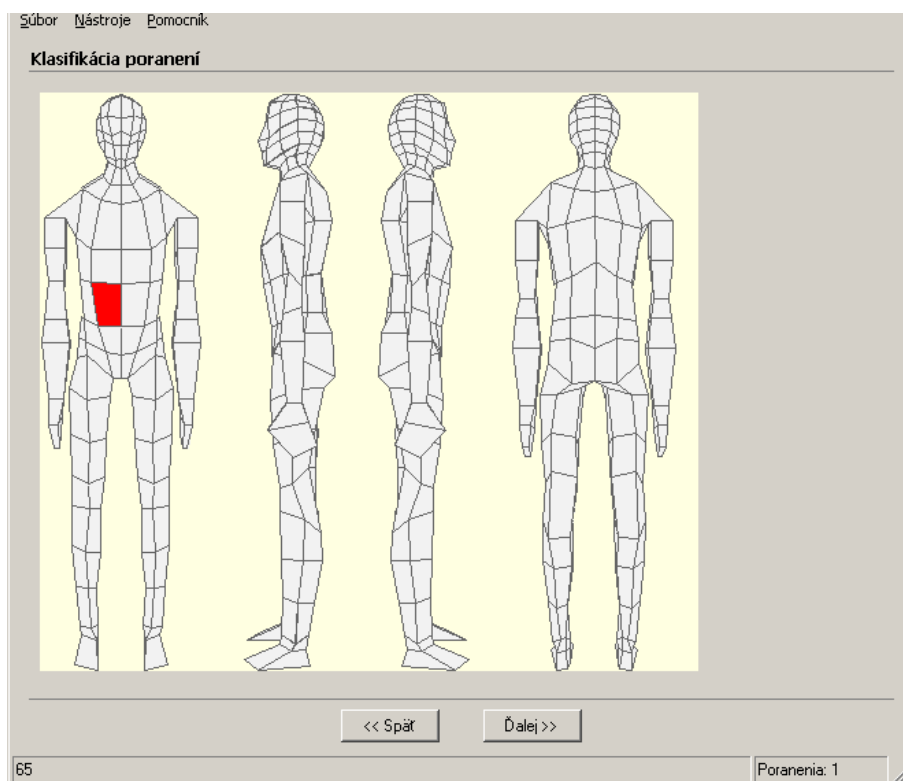 Súbor Nástroje Pomocník
Klasifikácia poranení
<< Späť Ďalej >>
65 Poranenia: 1